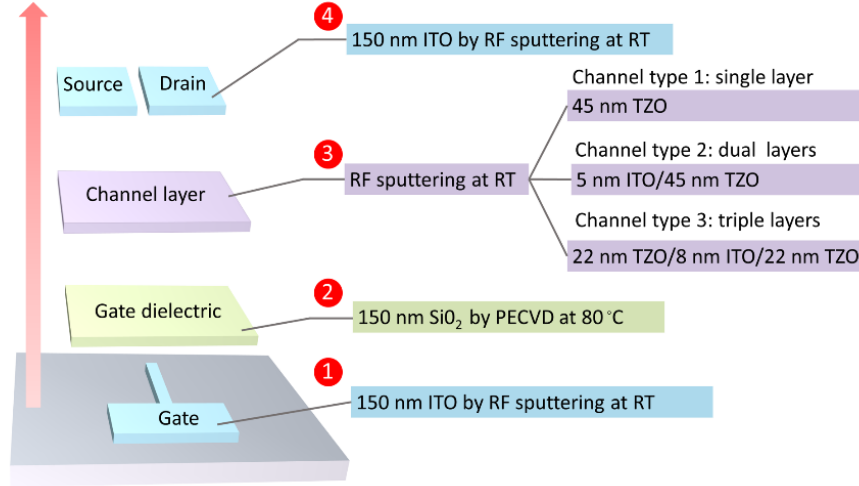 4
150 nm ITO by RF sputtering at RT
Source
Drain
Channel type 1: single layer
45 nm TZO
3
Channel layer
RF sputtering at RT
Channel type 2: dual layers
5 nm ITO/45 nm TZO
Channel type 3: triple layers
22 nm TZO/8 nm ITO/22 nm TZO
2
Gate dielectric
150 nm Si0₂ by PECVD at 80°C
1
Gate
150 nm ITO by RF sputtering at RT